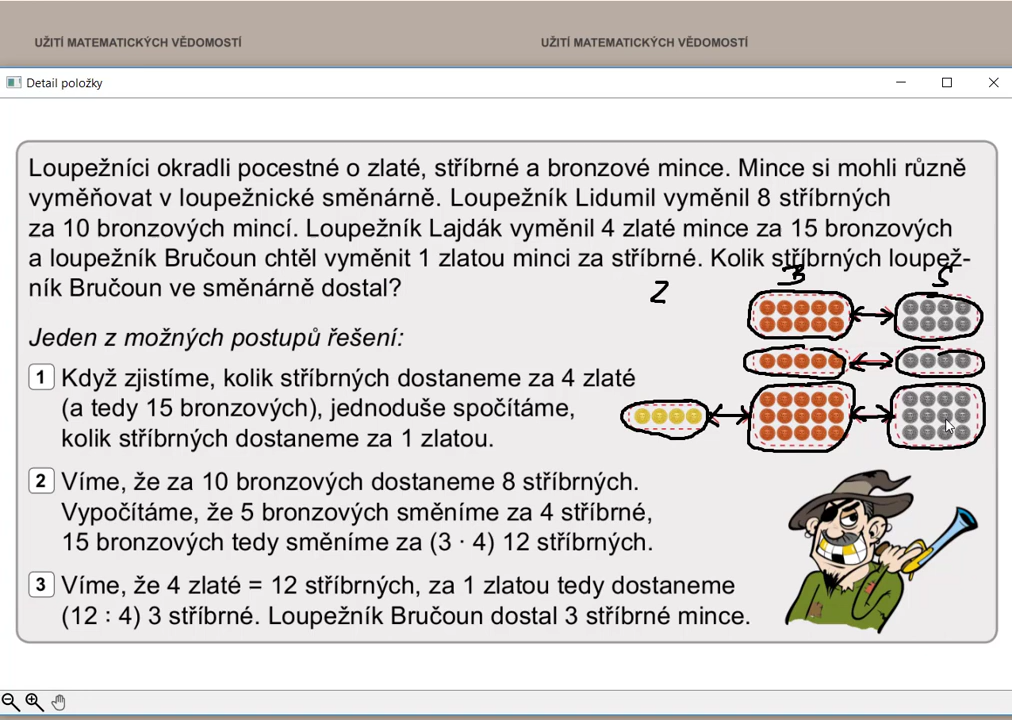 UŽITÍ MATEMATICKÝCH VĚDOMOSTÍ
UŽITÍ MATEMATICKÝCH VĚDOMOSTÍ
Detail položky
Loupežníci okradli pocestné o zlaté, stříbrné a bronzové mince. Mince si mohli různě
vyměňovat v loupežnické směnárně. Loupežník Lidumil vyměnil 8 stříbrných
za 10 bronzových mincí. Loupežník Lajdák vyměnil 4 zlaté mince za 15 bronzových
a loupežník Bručoun chtěl vyměnit 1 zlatou minci za stříbrné. Kolik stříbrných loupež-
ník Bručoun ve směnárně dostal?
Z
B
S
Jeden z možných postupů řešení:
1 Když zjistíme, kolik stříbrných dostaneme za 4 zlaté
(a tedy 15 bronzových), jednoduše spočítáme,
kolik stříbrných dostaneme za 1 zlatou.
2 Víme, že za 10 bronzových dostaneme 8 stříbrných.
Vypočítáme, že 5 bronzových směníme za 4 stříbrné,
15 bronzových tedy směníme za (3 · 4) 12 stříbrných.
3 Víme, že 4 zlaté = 12 stříbrných, za 1 zlatou tedy dostaneme
(12 : 4) 3 stříbrné. Loupežník Bručoun dostal 3 stříbrné mince.